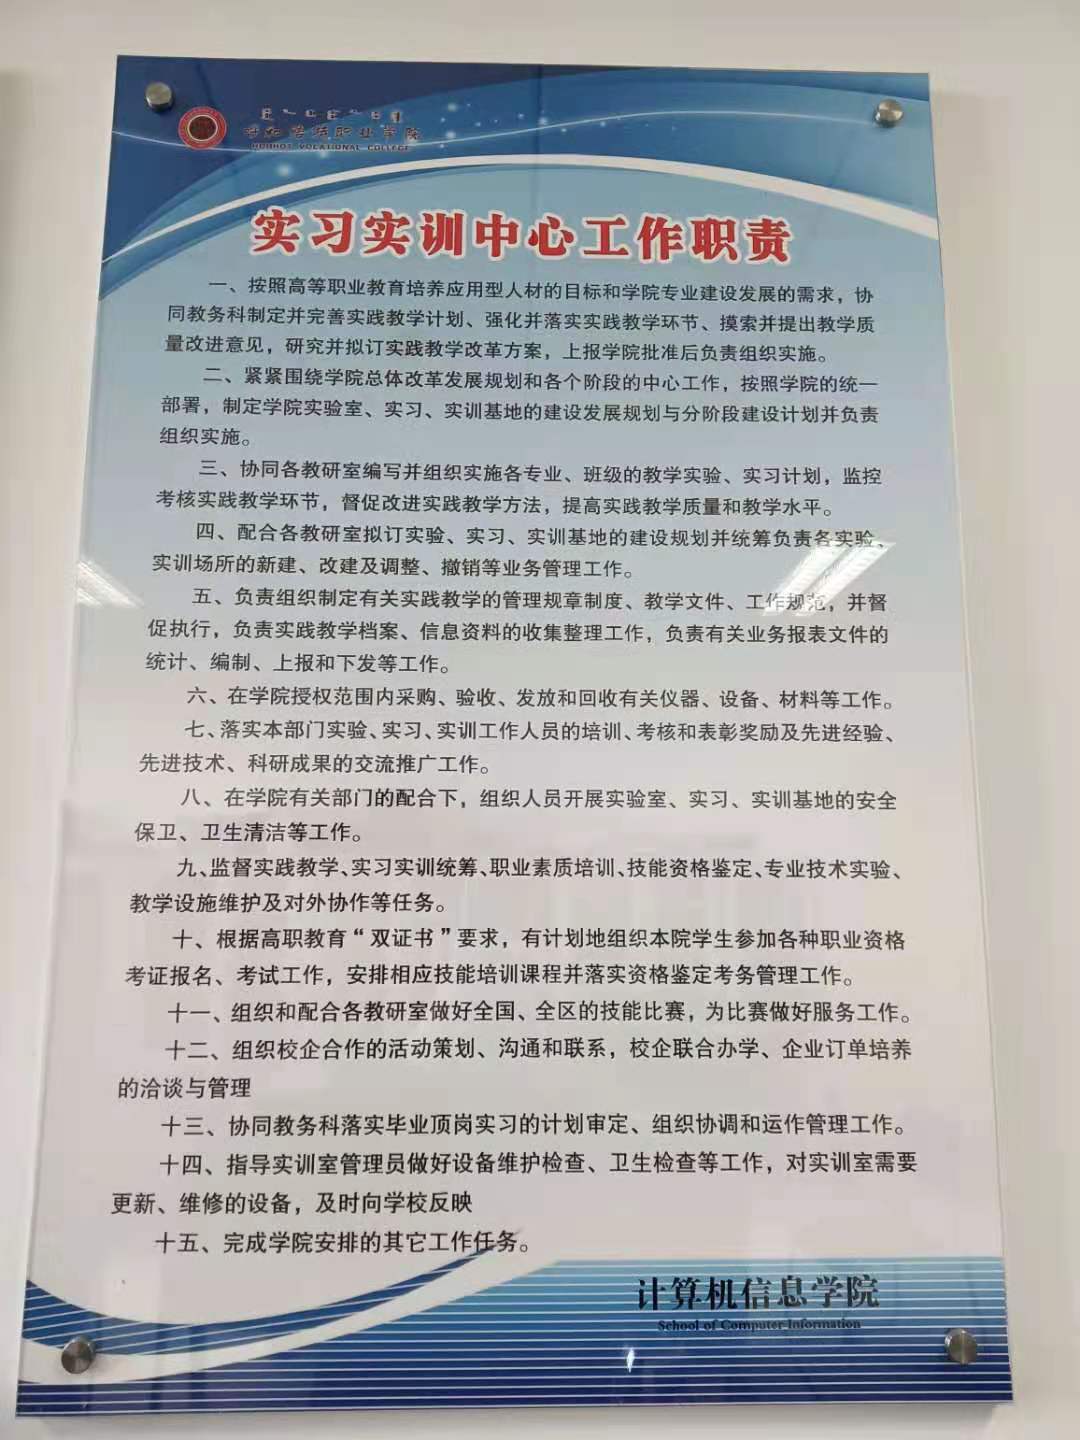 呼和浩特职业学院
HOHHOT VOCATIONAL COLLEGE
实习实训中心工作职责
一、按照高等职业教育培养应用型人材的目标和学院专业建设发展的需求，协
同教务科制定并完善实践教学计划、强化并落实实践教学环节、摸索并提出教学质
量改进意见，研究并拟订实践教学改革方案，上报学院批准后负责组织实施。
二、紧紧围绕学院总体改革发展规划和各个阶段的中心工作，按照学院的统一
部署，制定学院实验室、实习、实训基地的建设发展规划与分阶段建设计划并负责
组织实施。
三、协同各教研室编写并组织实施各专业、班级的教学实验、实习计划，监控
考核实践教学环节，督促改进实践教学方法，提高实践教学质量和教学水平。
四、配合各教研室拟订实验、实习、实训基地的建设规划并统筹负责各实验、
实训场所的新建、改建及调整、撤销等业务管理工作。
五、负责组织制定有关实践教学的管理规章制度、教学文件、工作规范，并督
促执行，负责实践教学档案、信息资料的收集整理工作，负责有关业务报表文件的
统计、编制、上报和下发等工作。
六、在学院授权范围内采购、验收、发放和回收有关仪器、设备、材料等工作。
七、落实本部门实验、实习、实训工作人员的培训、考核和表彰奖励及先进经验、
先进技术、科研成果的交流推广工作。
八、在学院有关部门的配合下，组织人员开展实验室、实习、实训基地的安全
保卫、卫生清洁等工作。
九、监督实践教学、实习实训统筹、职业素质培训、技能资格鉴定、专业技术实验、
教学设施维护及对外协作等任务。
十、根据高职教育“双证书”要求，有计划地组织本院学生参加各种职业资格
考证报名、考试工作，安排相应技能培训课程并落实资格鉴定考务管理工作。
十一、组织和配合各教研室做好全国、全区的技能比赛，为比赛做好服务工作。
十二、组织校企合作的活动策划、沟通和联系，校企联合办学、企业订单培养
的洽谈与管理
十三、协同教务科落实毕业顶岗实习的计划审定、组织协调和运作管理工作。
十四、指导实训室管理员做好设备维护检查、卫生检查等工作，对实训室需要
更新、维修的设备，及时向学校反映
十五、完成学院安排的其它工作任务。
计算机信息学院
School of Computer Information